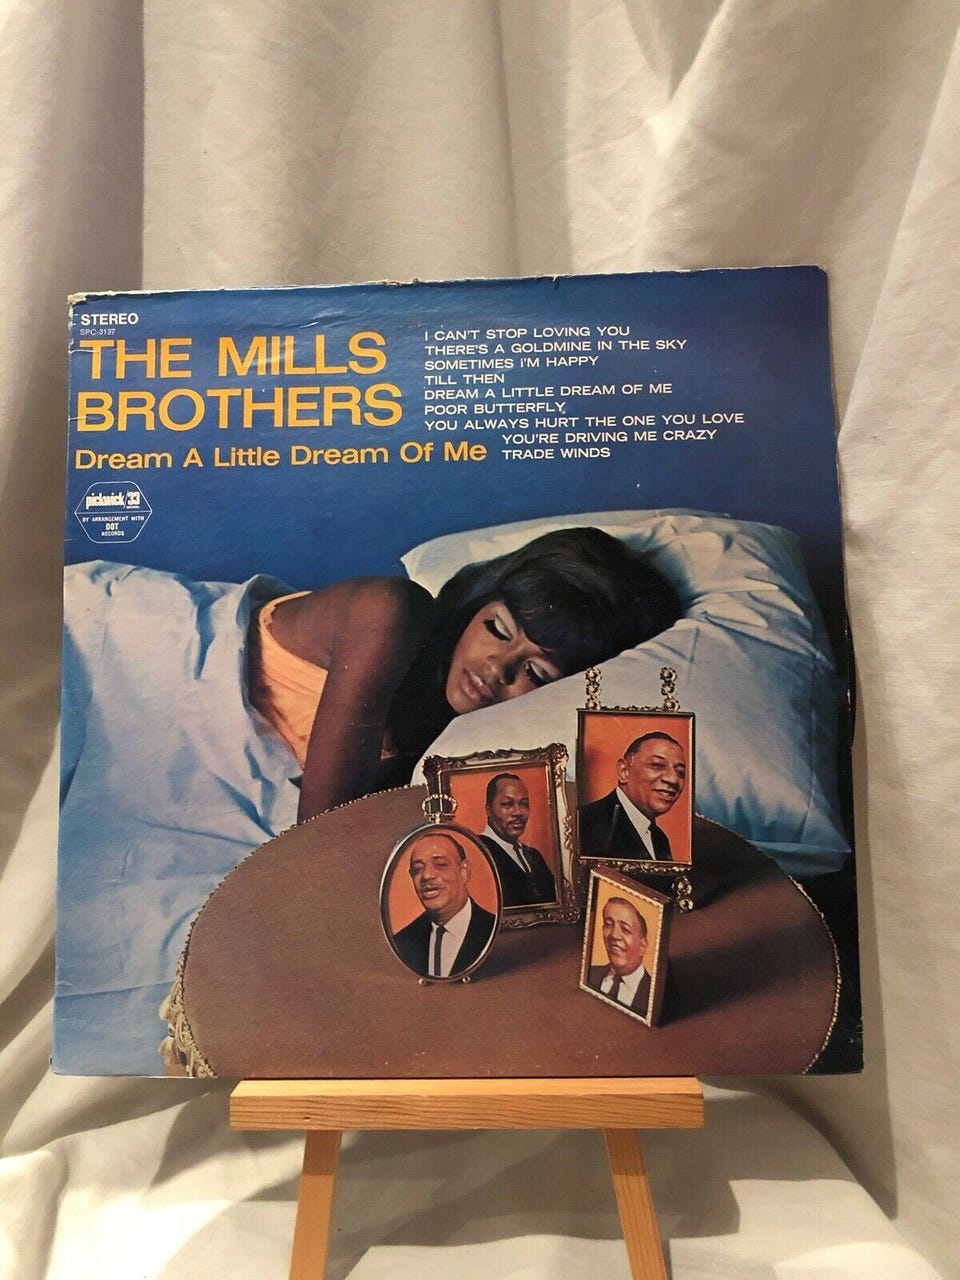 STEREO
SPC-3137
THE MILLS
BROTHERS
Dream A Little Dream Of Me
I CAN'T STOP LOVING YOU
THERE'S A GOLDMINE IN THE SKY
SOMETIMES I'M HAPPY
TILL THEN
DREAM A LITTLE DREAM OF ME
POOR BUTTERFLY
YOU ALWAYS HURT THE ONE YOU LOVE
YOU'RE DRIVING ME CRAZY
TRADE WINDS
pickwick/33
BY ARRANGEMENT WITH
DOT
RECORDS